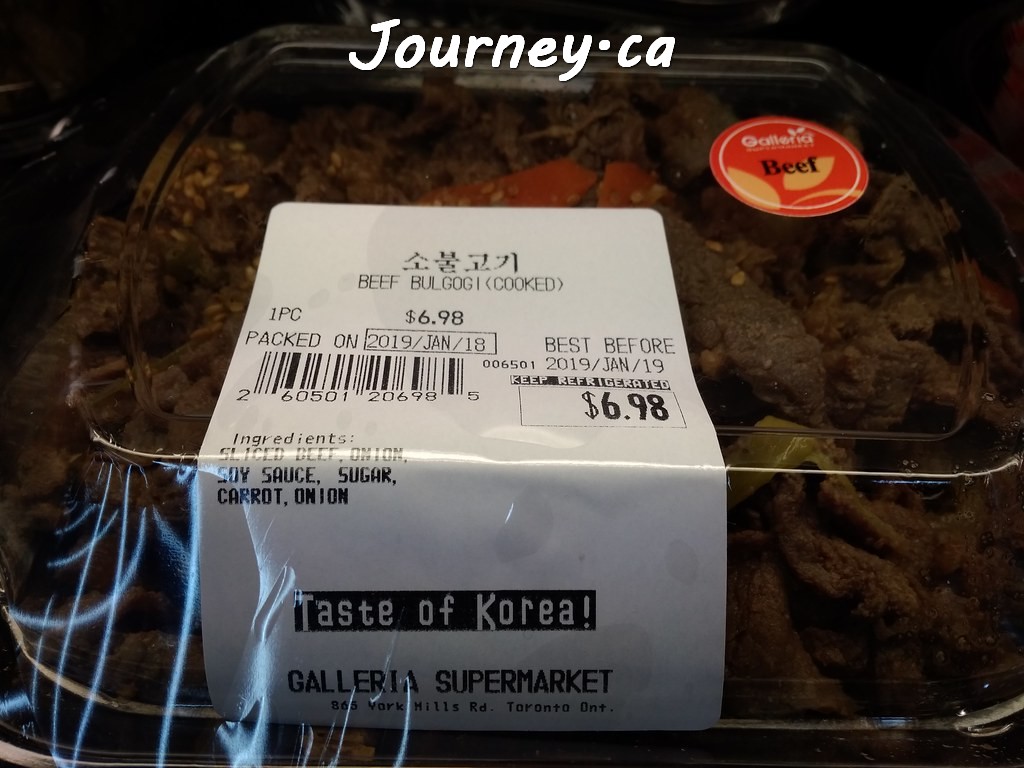 Journey·ca
Galleria
SUPERMARKET
Beef
소불고기
BEEF BULGOGI(COOKED)
1PC $6.98
PACKED ON 2019/JAN/18 BEST BEFORE
006501 2019/JAN/19
KEEP REFRIGERATED
$6.98
2 60501 20698 5
Ingredients:
SLICED BEEF, ONION,
SOY SAUCE, SUGAR,
CARROT, ONION
Taste of Korea!
GALLERIA SUPERMARKET
865 York Mills Rd. Toronto Ont.